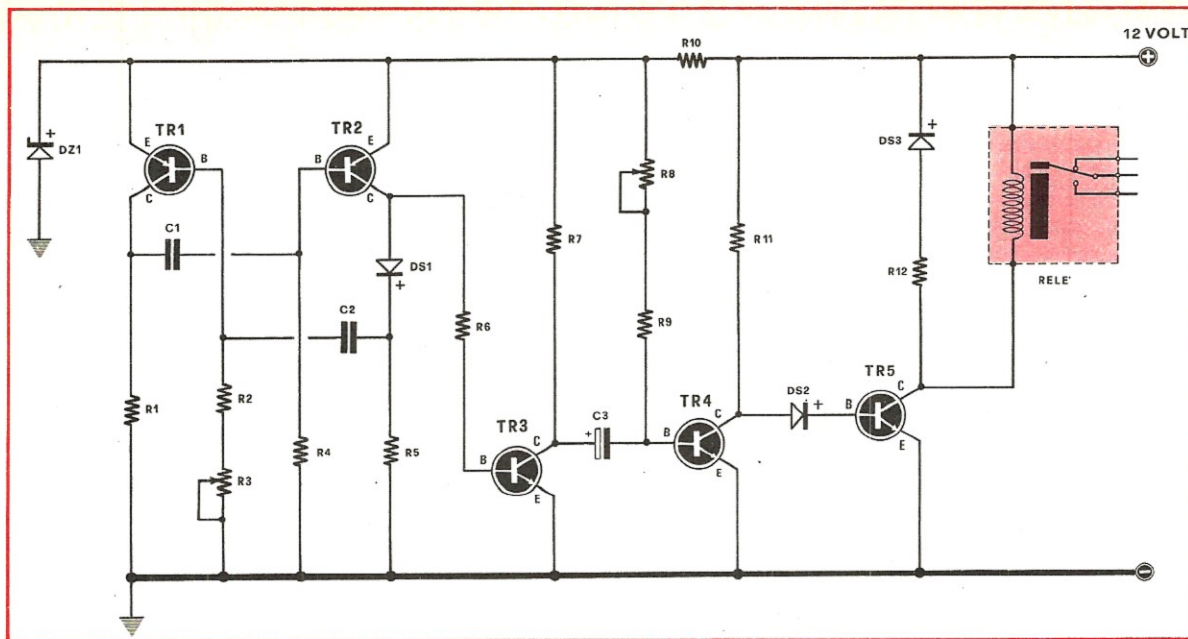 12 VOLT
R10
TR1
TR2
E
B
C
E
B
C
DZ1
+
R8
DS3
+
C1
R7
R11
DS1
+
R12
RELE'
C2
R6
R9
R1
R2
R3
R4
R5
TR3
B
C
E
C3
+
TR4
B
C
E
DS2
+
TR5
B
C
E